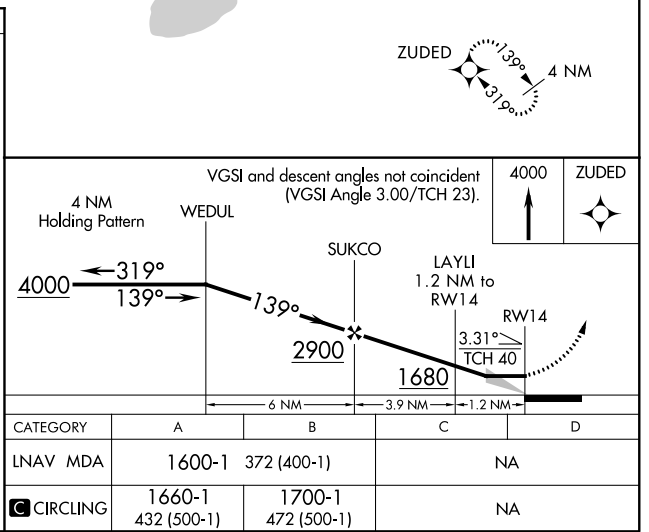 ZUDED
139°
4 NM
319°
VGSI and descent angles not coincident
(VGSI Angle 3.00/TCH 23).
4000
ZUDED
4 NM
Holding Pattern
WEDUL
SUKCO
LAYLI
1.2 NM to
RW14
RW14
4000
319°
139°
139°
2900
3.31°
TCH 40
1680
6 NM
3.9 NM
1.2 NM
CATEGORY A B C D
LNAV MDA 1600-1 372 (400-1) NA
C CIRCLING 1660-1 1700-1 NA
432 (500-1) 472 (500-1)